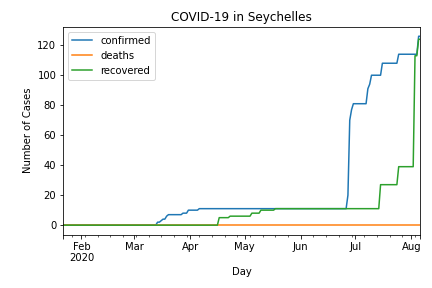 COVID-19 in Seychelles
confirmed
deaths
recovered
Number of Cases
120
100
80
60
40
20
0
Feb
2020
Mar
Apr
May
Jun
Jul
Aug
Day